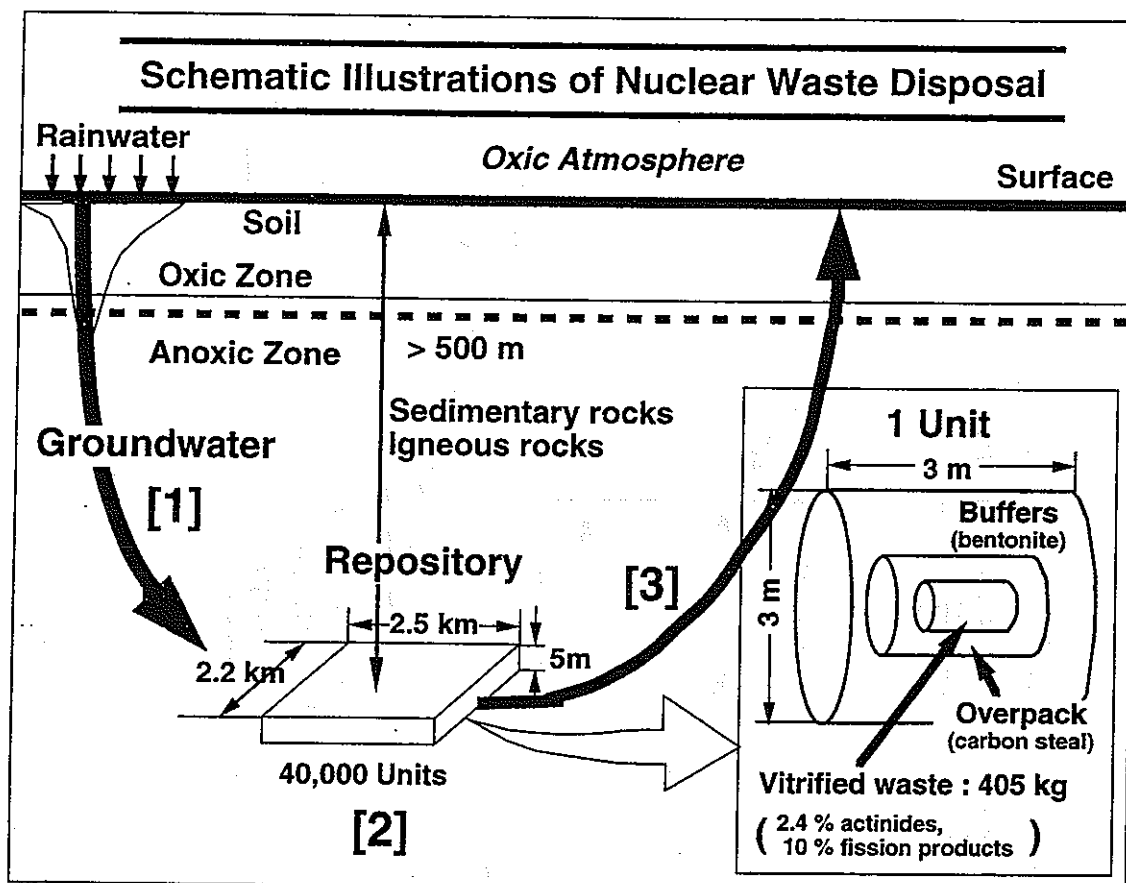 Schematic Illustrations of Nuclear Waste Disposal
Rainwater
Oxic Atmosphere
Surface
Soil
Oxic Zone
Anoxic Zone
> 500 m
Sedimentary rocks
Igneous rocks
Groundwater
[1]
Repository
2.5 km
2.2 km
5m
40,000 Units
[2]
[3]
1 Unit
3 m
3 m
Buffers
(bentonite)
Overpack
(carbon steal)
Vitrified waste : 405 kg
( 2.4 % actinides,
10 % fission products )